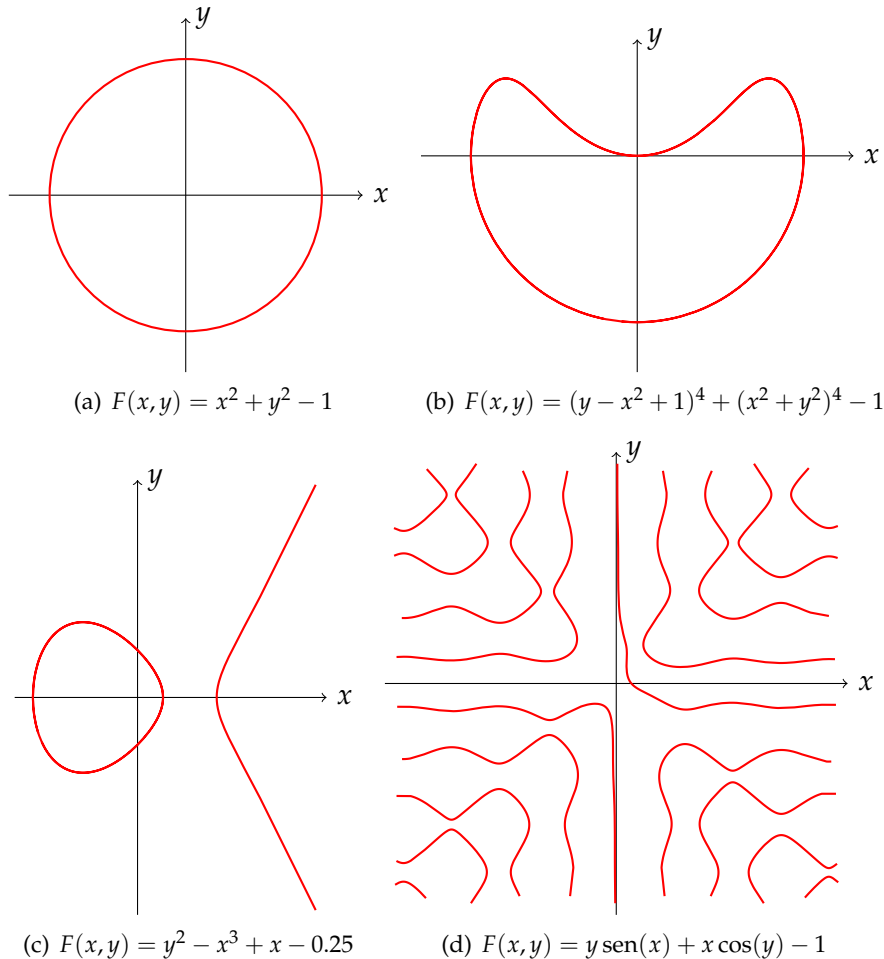 y
x
y
x
(a) F(x, y) = x² + y² − 1
(b) F(x, y) = (y − x² + 1)⁴ + (x² + y²)⁴ − 1
y
x
y
x
(c) F(x, y) = y² − x³ + x − 0.25
(d) F(x, y) = y sen(x) + x cos(y) − 1